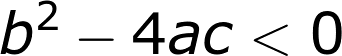 b² − 4ac < 0